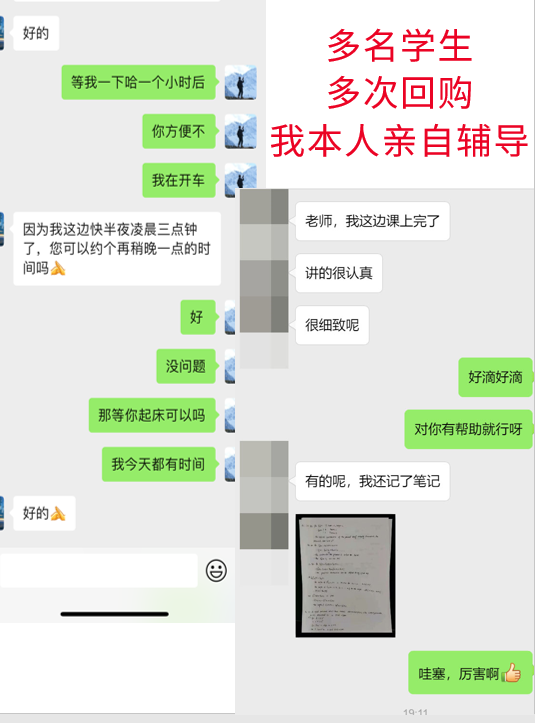 好的
等我一下哈一个小时后
你方便不
我在开车
因为我这边快半夜凌晨三点钟
了，您可以约个再稍晚一点的时
间吗
好
没问题
那等你起床可以吗
我今天都有时间
好的
多名学生
多次回购
我本人亲自辅导
老师，我这边课上完了
讲的很认真
很细致呢
好滴好滴
对你有帮助就行呀
有的呢，我还记了笔记
哇塞，厉害啊
19:11